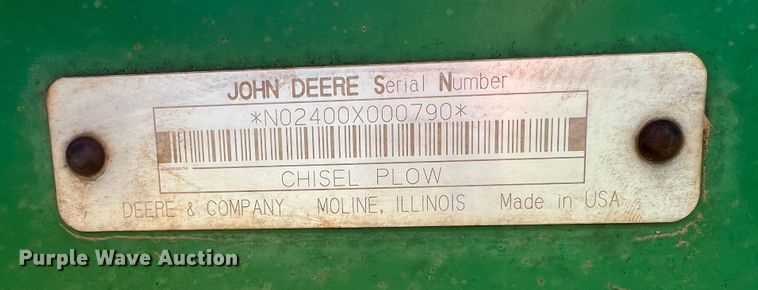 JOHN DEERE Serial Number
*N02400X000790*
CHISEL PLOW
DEERE & COMPANY MOLINE, ILLINOIS Made in USA
Purple Wave Auction